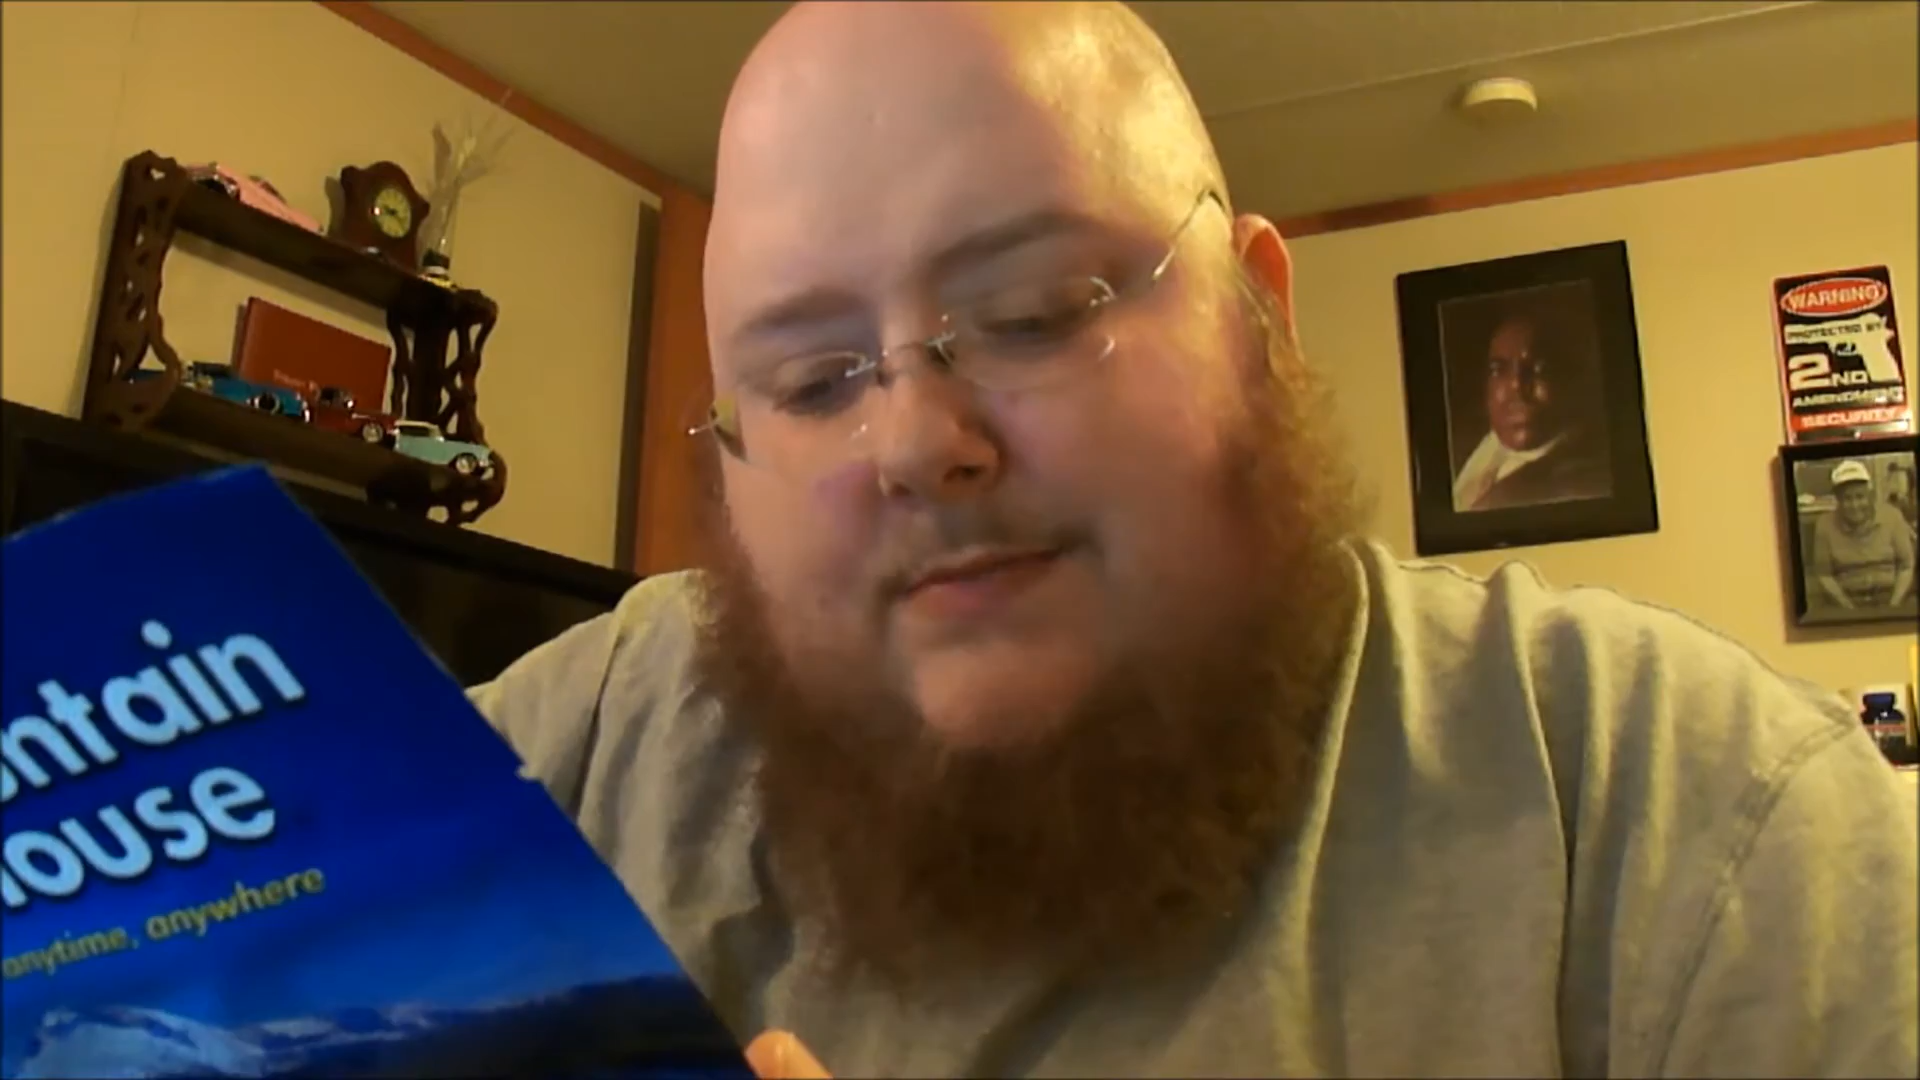 ntain
ouse
anytime, anywhere
WARNING
PROTECTED BY
2ND
AMENDMENT
SECURITY